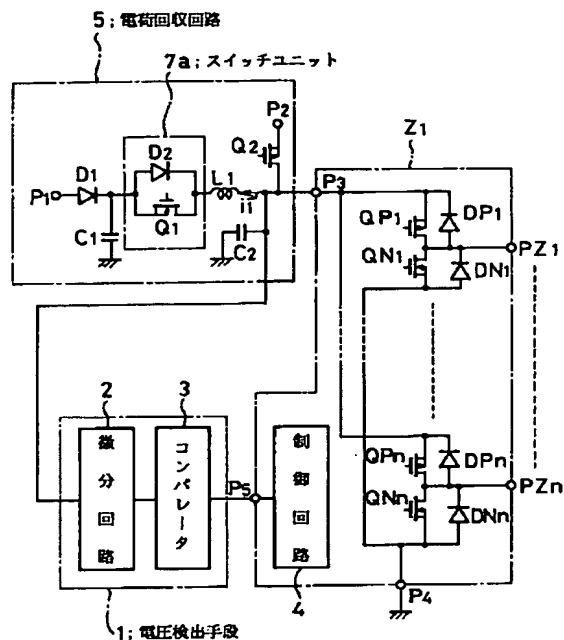 5; 電荷回収回路
7a; スイッチユニット
P2
Q2
Z1
D2
L1
P3
P1
D1
i1
QP1
DP1
Q1
C1
C2
PZ1
QN1
DN1
2
3
微分回路
コンパレータ
制御回路
P5
QPn
DPn
PZn
QNn
DNn
4
P4
1; 電圧検出手段